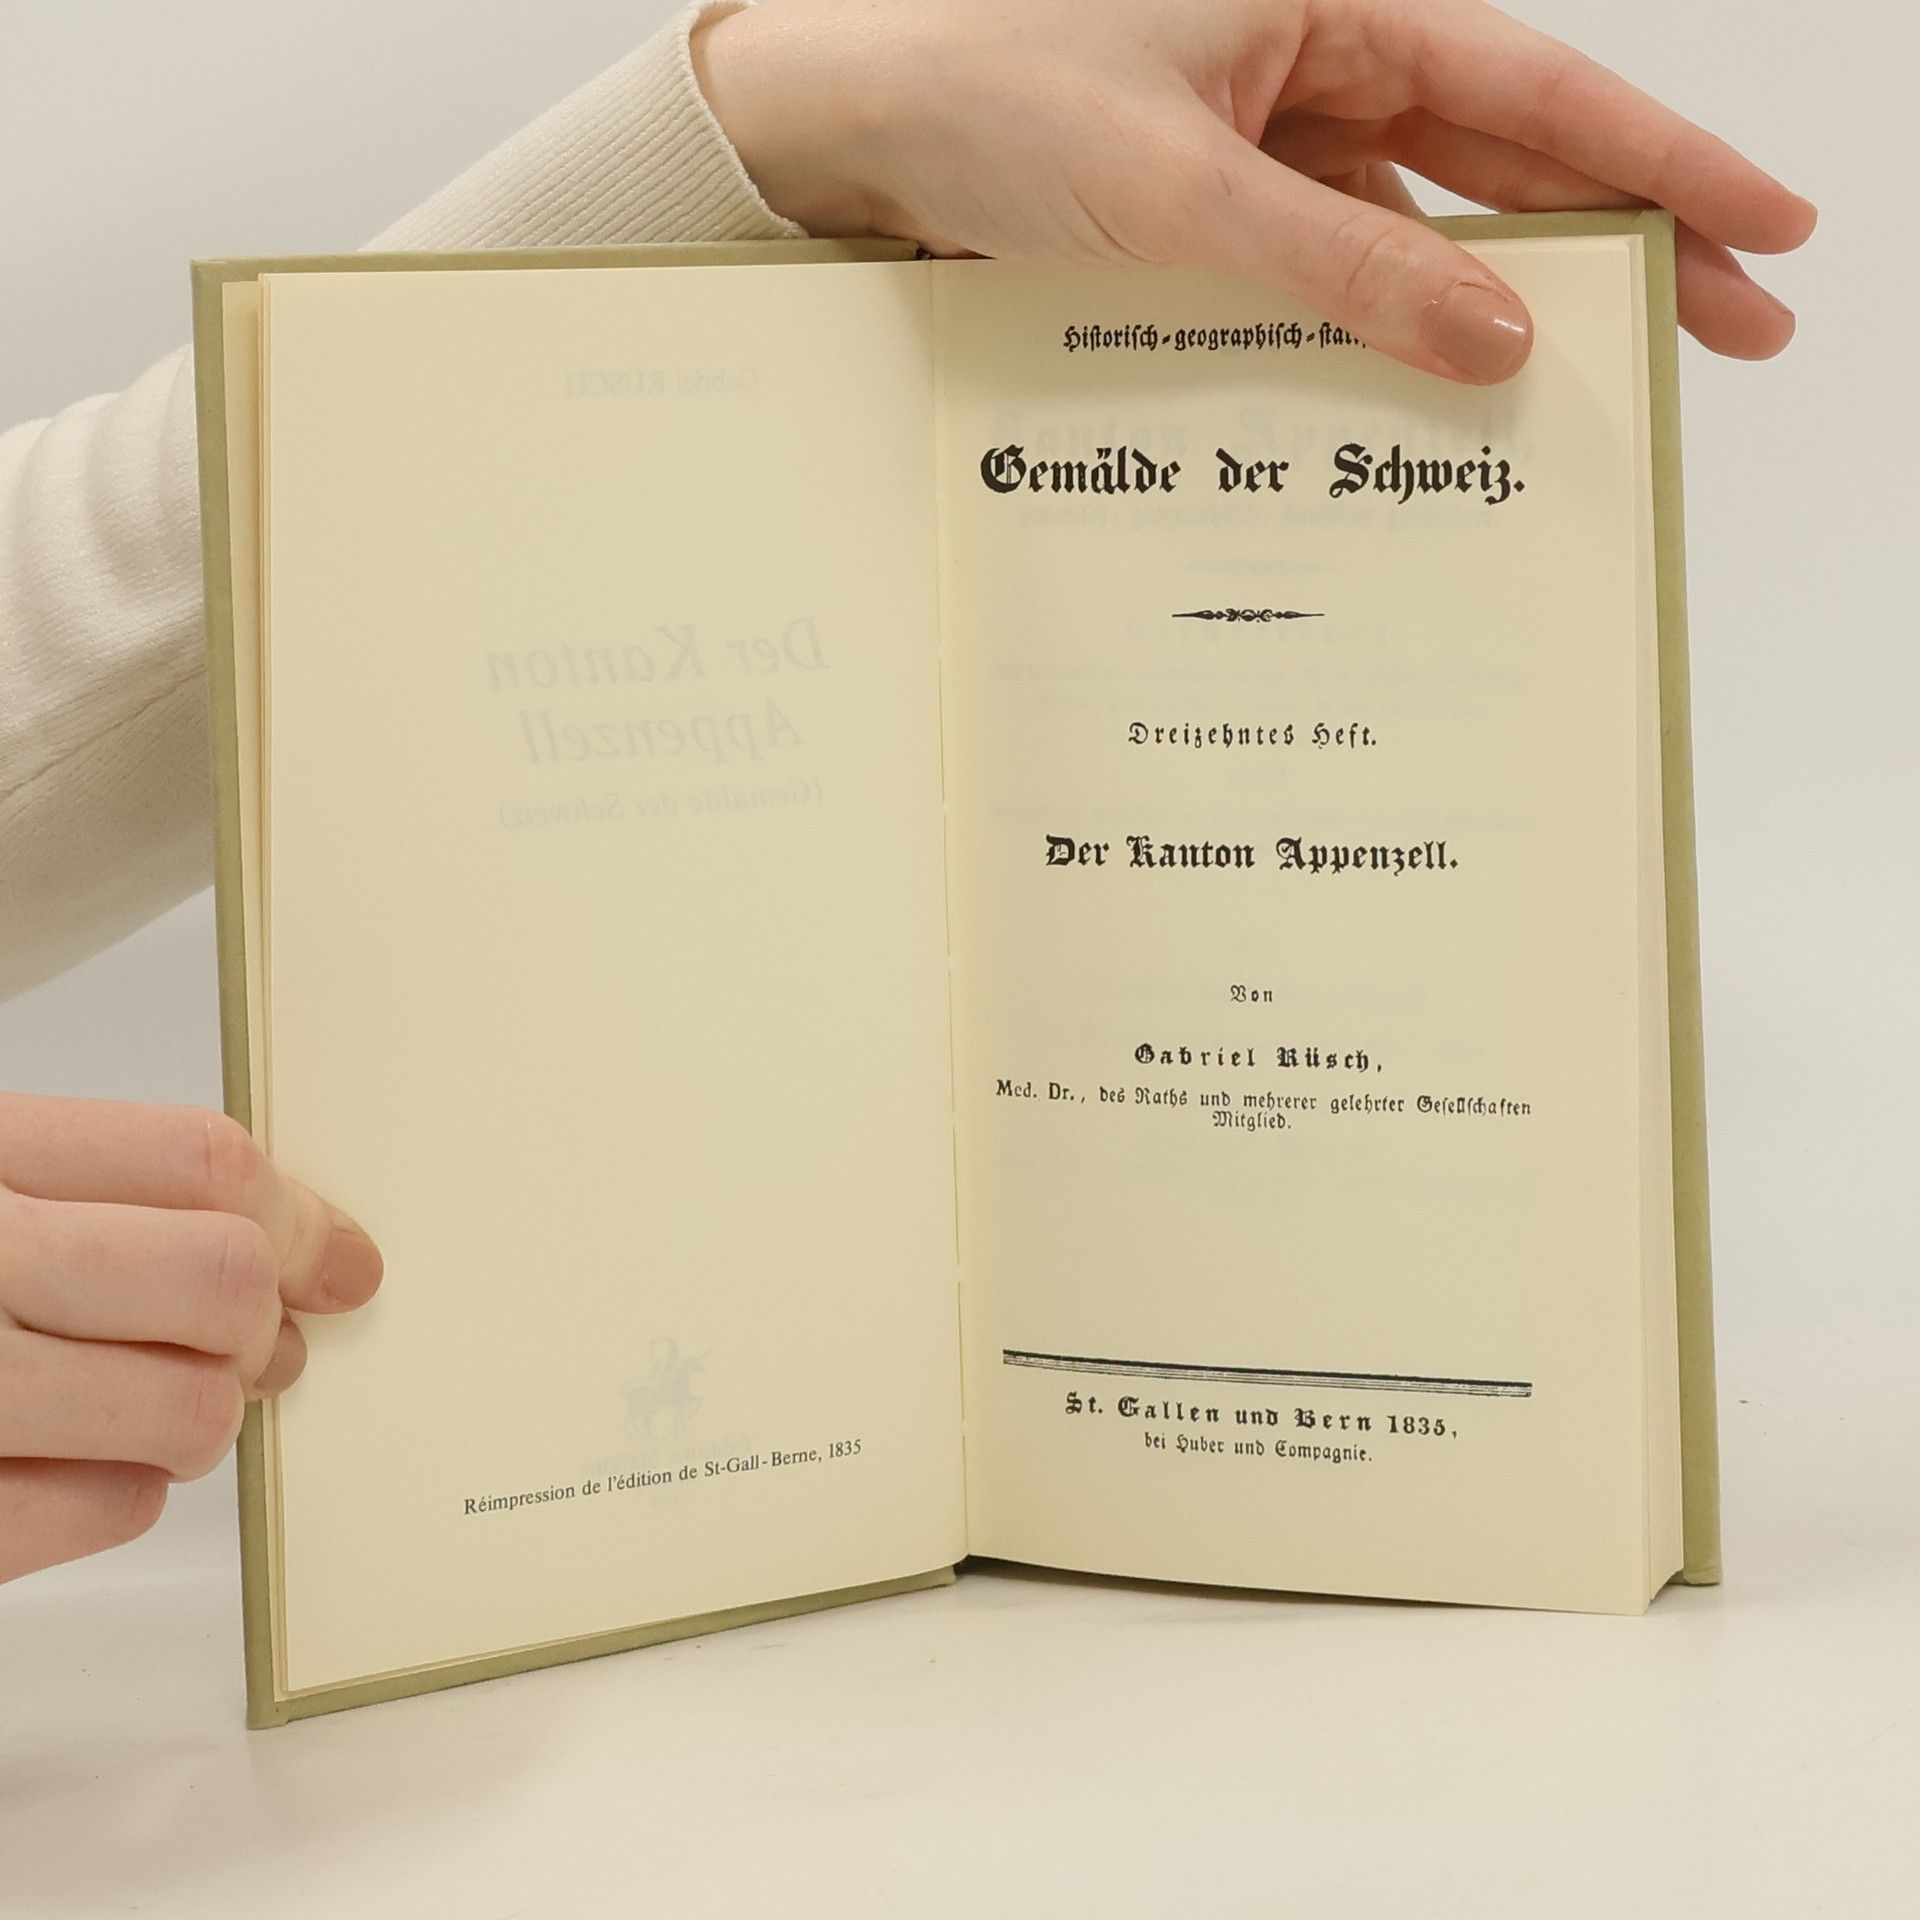 Réimpression de l'édition de St-Gall-Berne, 1835
Historisch-geographisch-
Gemälde der Schweiz.
Dreizehntes Heft.
Der Kanton Appenzell.
Von
Gabriel Rüsch,
Med. Dr., des Raths und mehrerer gelehrter Gesellschaften
Mitglied.
St. Gallen und Bern 1835,
bei Huber und Compagnie.